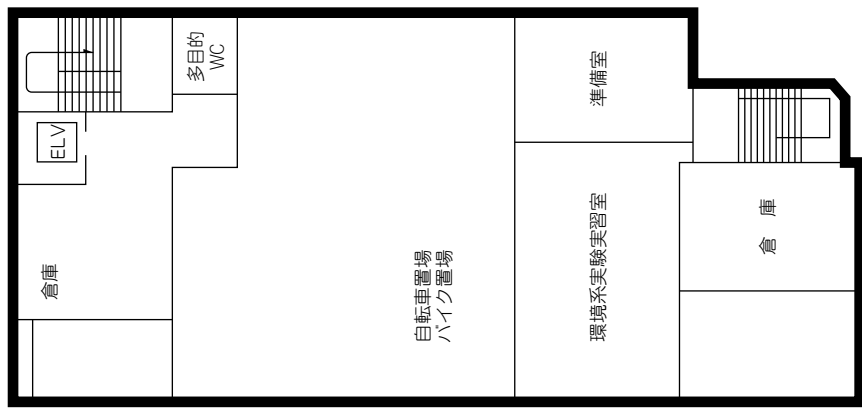 多目的
WC
ELV
倉庫
自転車置場
バイク置場
準備室
環境系実験実習室
倉 庫